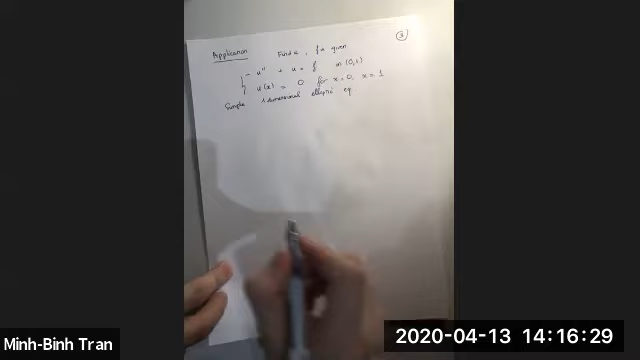 3
Application Find u, f is given
- u'' + u = f in (0,1)
u(x) = 0 for x=0, x=1
Simple 1 dimensional elliptic eq
Minh-Binh Tran
2020-04-13 14:16:29